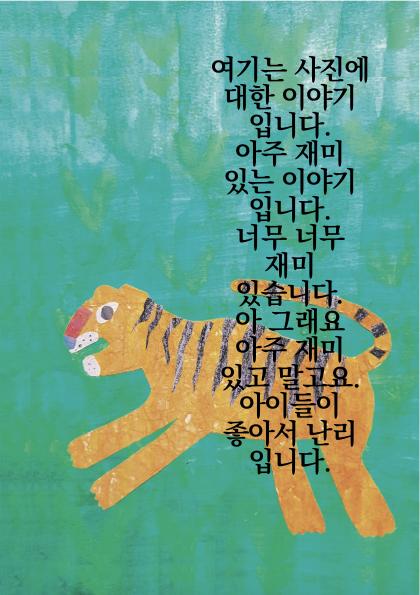 여기는 사진에
대한 이야기
입니다.
아주 재미
있는 이야기
입니다.
너무 너무
재미
있습니다.
아 그래요
아주 재미
있고 말고요.
아이들이
좋아서 난리
입니다.